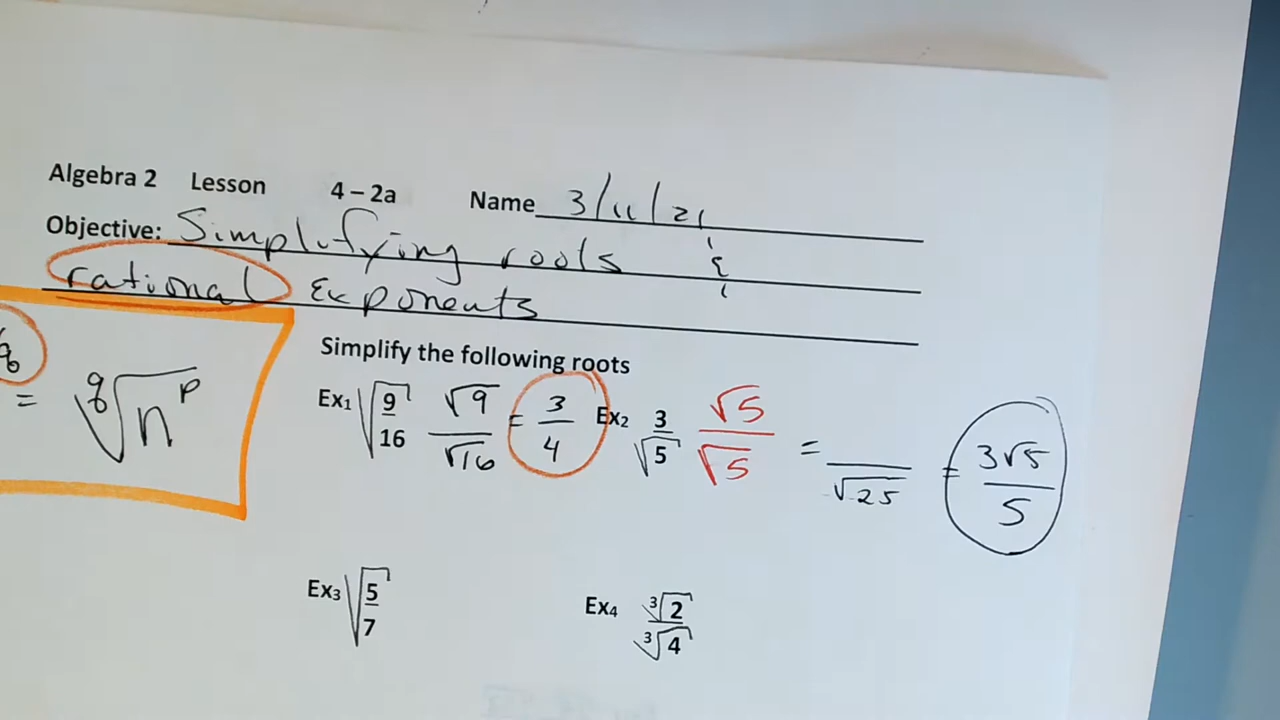 Algebra 2 Lesson 4 – 2a Name 3/11/21
Objective: Simplifying roots &
rational Exponents
= q√n^p
Simplify the following roots
Ex1 √(9/16) √9/√16 = 3/4 Ex2 3/√5 √5/√5 = /√25 = 3√5/5
Ex3 √(5/7) Ex4 ∛2/∛4